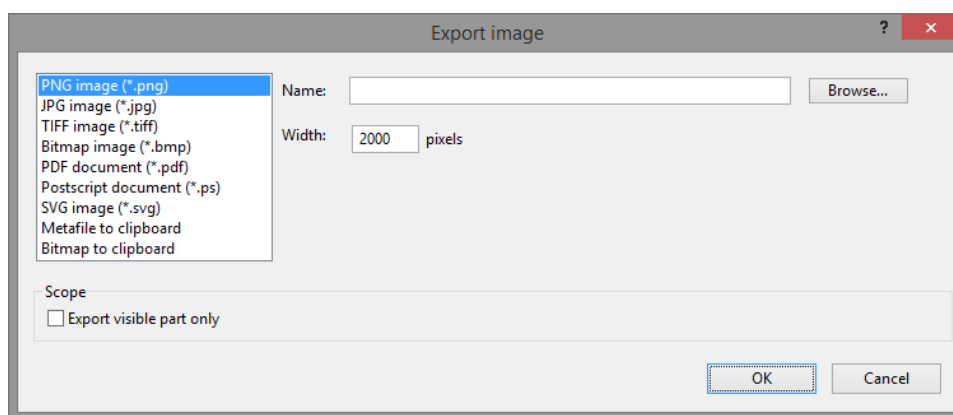 Export image
?
PNG image (*.png)
JPG image (*.jpg)
TIFF image (*.tiff)
Bitmap image (*.bmp)
PDF document (*.pdf)
Postscript document (*.ps)
SVG image (*.svg)
Metafile to clipboard
Bitmap to clipboard
Name:
Browse...
Width: 2000 pixels
Scope
Export visible part only
OK Cancel